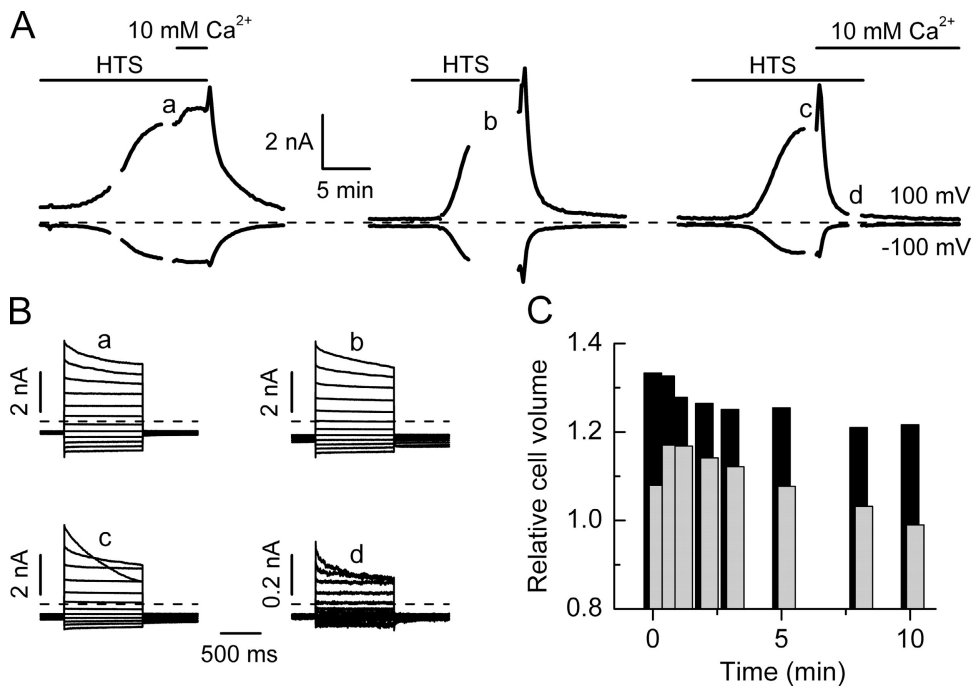 A
10 mM Ca²⁺
10 mM Ca²⁺
HTS
HTS
HTS
a
b
c
d
2 nA
5 min
100 mV
-100 mV
B
a
b
2 nA
2 nA
c
d
2 nA
0.2 nA
500 ms
C
1.4
1.2
1.0
0.8
Relative cell volume
0
5
10
Time (min)